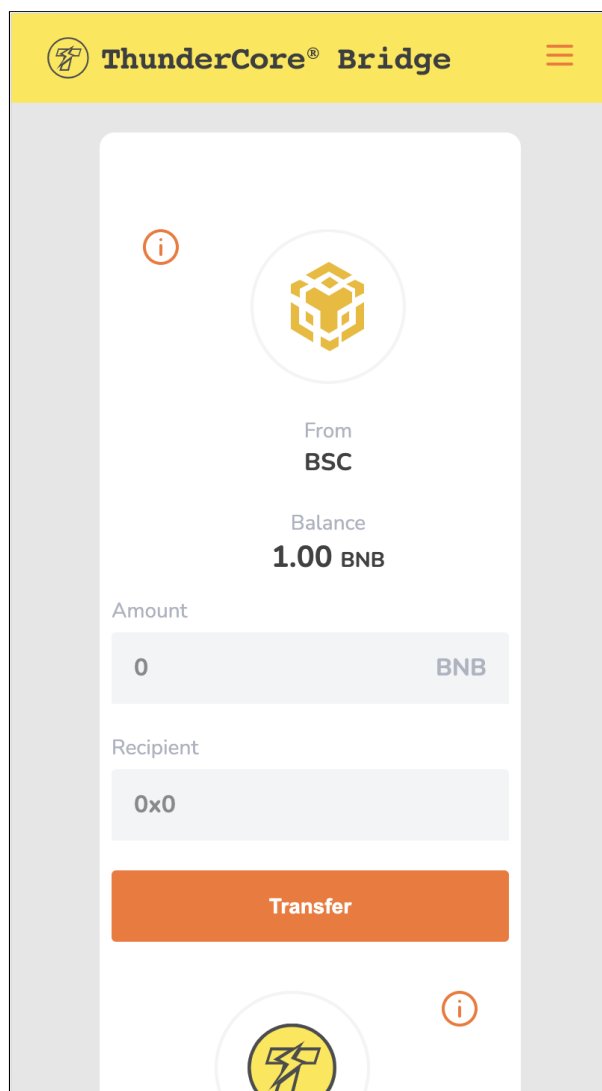 ThunderCore® Bridge
i
From
BSC
Balance
1.00 BNB
Amount
0 BNB
Recipient
0x0
Transfer
i